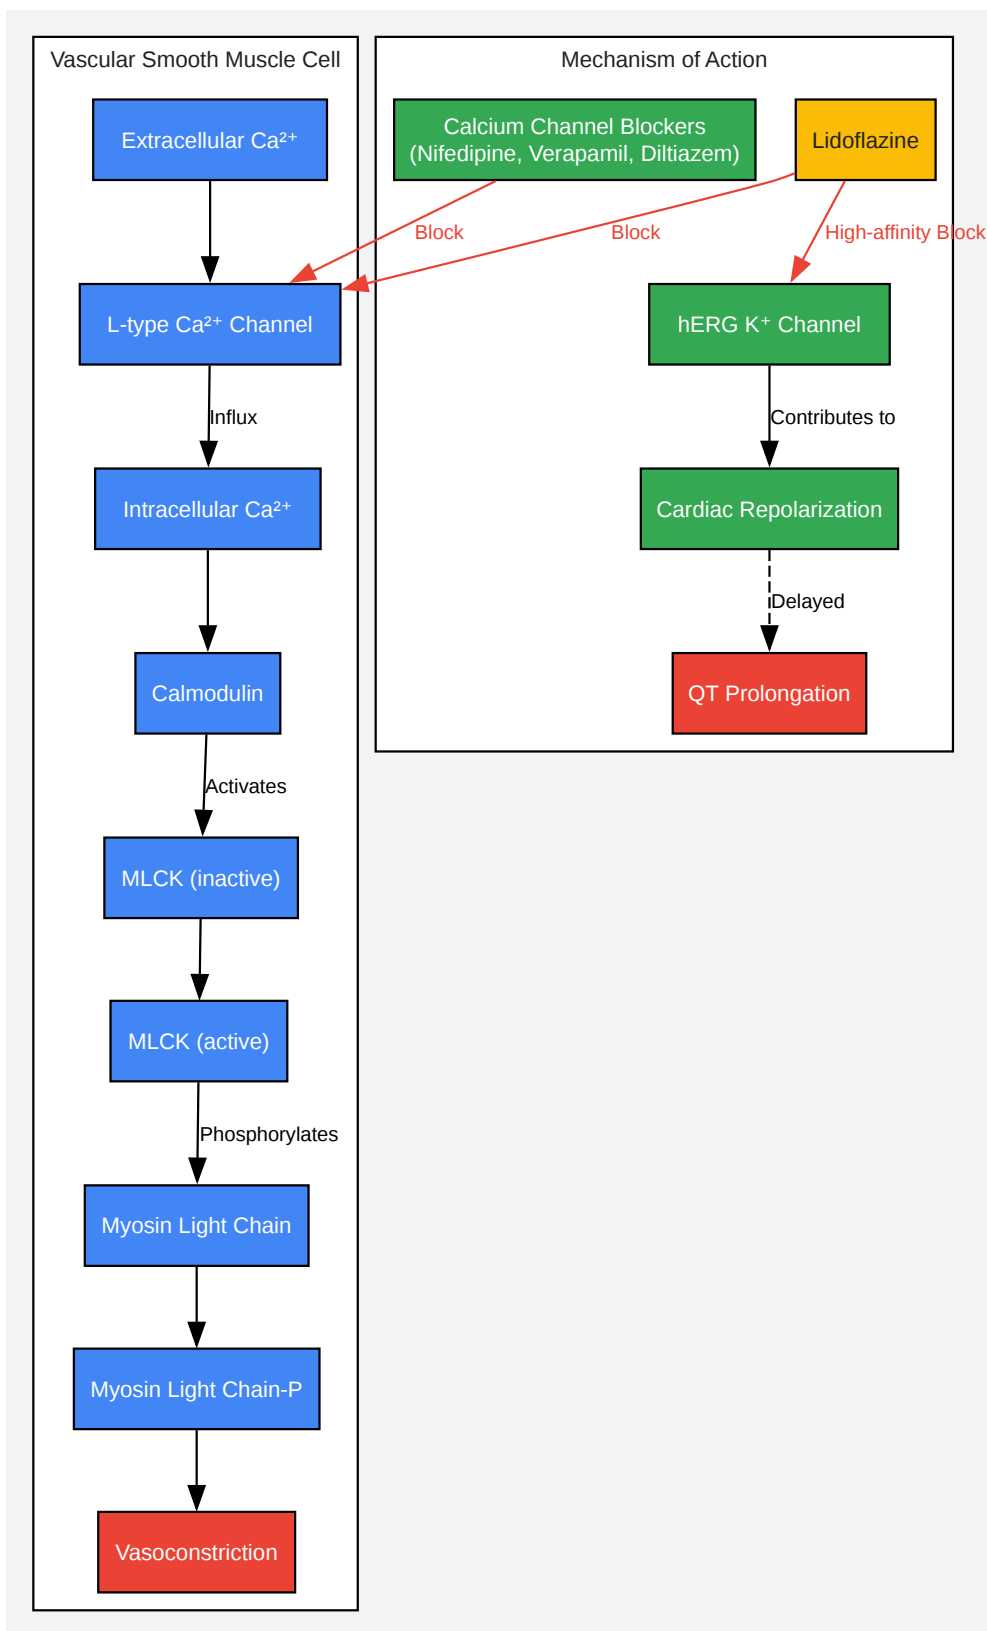 Vascular Smooth Muscle Cell
Extracellular Ca²⁺
L-type Ca²⁺ Channel
Influx
Intracellular Ca²⁺
Calmodulin
Activates
MLCK (inactive)
MLCK (active)
Phosphorylates
Myosin Light Chain
Myosin Light Chain-P
Vasoconstriction
Mechanism of Action
Calcium Channel Blockers
(Nifedipine, Verapamil, Diltiazem)
Lidoflazine
Block
Block
High-affinity Block
hERG K⁺ Channel
Contributes to
Cardiac Repolarization
Delayed
QT Prolongation